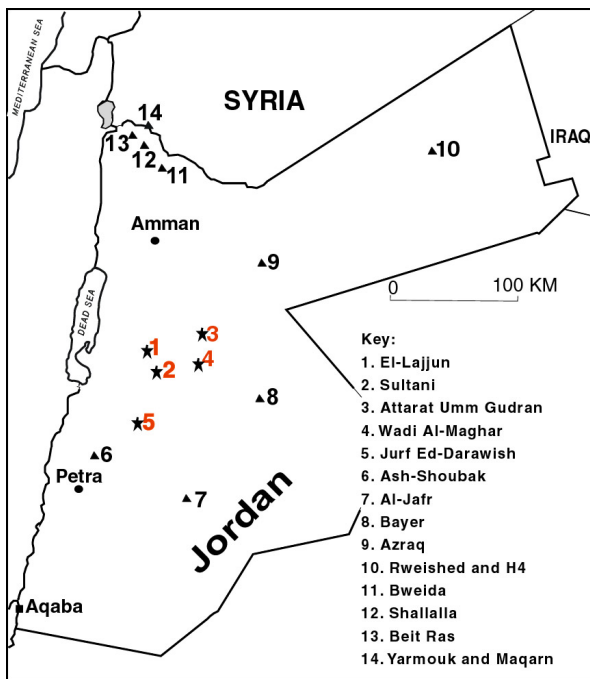 MEDITERRANEAN SEA
SYRIA
IRAQ
14
13
12
11
10
Amman
9
0 100 KM
DEAD SEA
3
1
4
2
8
5
6
Petra
7
Jordan
Aqaba
Key:
1. El-Lajjun
2. Sultani
3. Attarat Umm Gudran
4. Wadi Al-Maghar
5. Jurf Ed-Darawish
6. Ash-Shoubak
7. Al-Jafr
8. Bayer
9. Azraq
10. Rweished and H4
11. Bweida
12. Shallalla
13. Beit Ras
14. Yarmouk and Maqarn